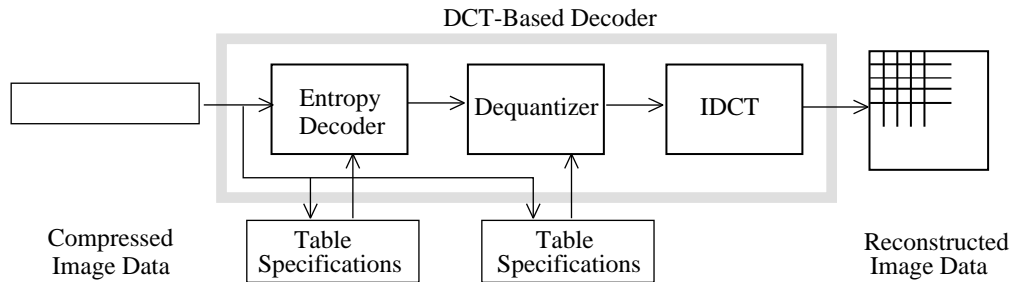 DCT-Based Decoder
Entropy
Decoder
Dequantizer
IDCT
Compressed
Image Data
Table
Specifications
Table
Specifications
Reconstructed
Image Data